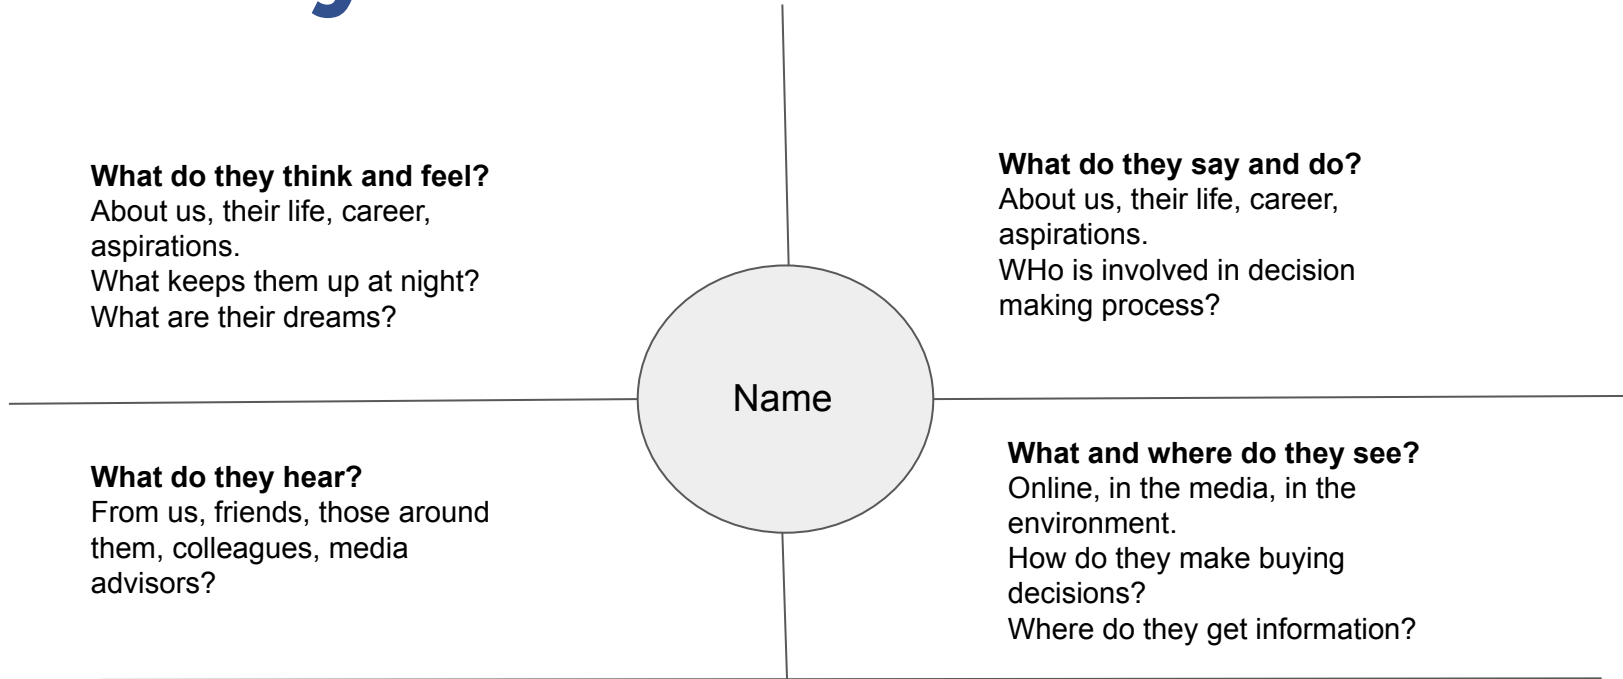 What do they think and feel?
About us, their life, career,
aspirations.
What keeps them up at night?
What are their dreams?
What do they say and do?
About us, their life, career,
aspirations.
WHo is involved in decision
making process?
Name
What do they hear?
From us, friends, those around
them, colleagues, media
advisors?
What and where do they see?
Online, in the media, in the
environment.
How do they make buying
decisions?
Where do they get information?